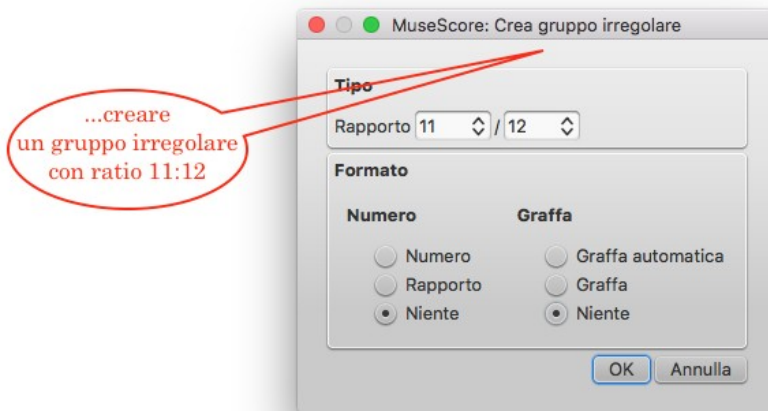 MuseScore: Crea gruppo irregolare
...creare
un gruppo irregolare
con ratio 11:12
Tipo
Rapporto 11 / 12
Formato
Numero Graffa
Numero Graffa automatica
Rapporto Graffa
Niente Niente
OK Annulla